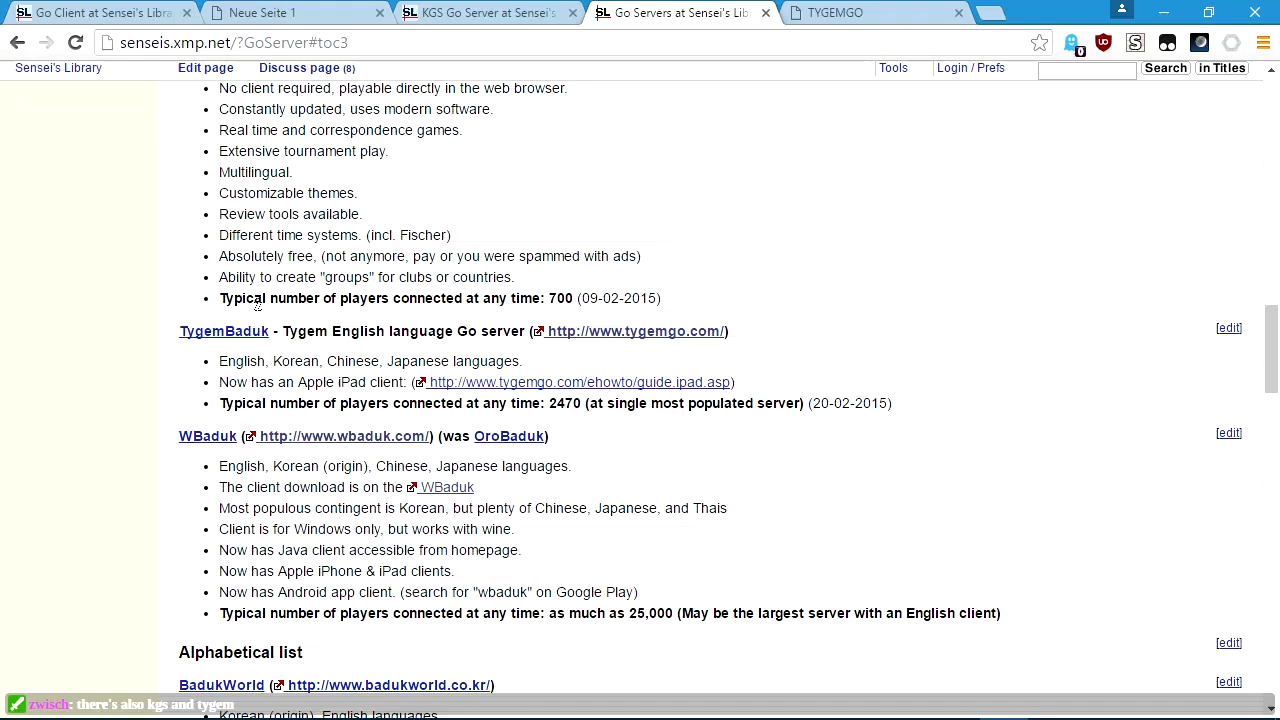 Go Client at Sensei's Libra
Neue Seite 1
KGS Go Server at Sensei's
Go Servers at Sensei's Lib
TYGEMGO
senseis.xmp.net/?GoServer#toc3
0
Sensei's Library Edit page Discuss page (8) Tools Login / Prefs Search in Titles
No client required, playable directly in the web browser.
Constantly updated, uses modern software.
Real time and correspondence games.
Extensive tournament play.
Multilingual.
Customizable themes.
Review tools available.
Different time systems. (incl. Fischer)
Absolutely free, (not anymore, pay or you were spammed with ads)
Ability to create "groups" for clubs or countries.
Typical number of players connected at any time: 700 (09-02-2015)
TygemBaduk - Tygem English language Go server ( http://www.tygemgo.com/) [edit]
English, Korean, Chinese, Japanese languages.
Now has an Apple iPad client: ( http://www.tygemgo.com/ehowto/guide.ipad.asp)
Typical number of players connected at any time: 2470 (at single most populated server) (20-02-2015)
WBaduk ( http://www.wbaduk.com/) (was OroBaduk) [edit]
English, Korean (origin), Chinese, Japanese languages.
The client download is on the WBaduk
Most populous contingent is Korean, but plenty of Chinese, Japanese, and Thais
Client is for Windows only, but works with wine.
Now has Java client accessible from homepage.
Now has Apple iPhone & iPad clients.
Now has Android app client. (search for "wbaduk" on Google Play)
Typical number of players connected at any time: as much as 25,000 (May be the largest server with an English client)
Alphabetical list [edit]
BadukWorld ( http://www.badukworld.co.kr/) [edit]
zwisch: there's also kgs and tygem
Korean (origin), English languages.